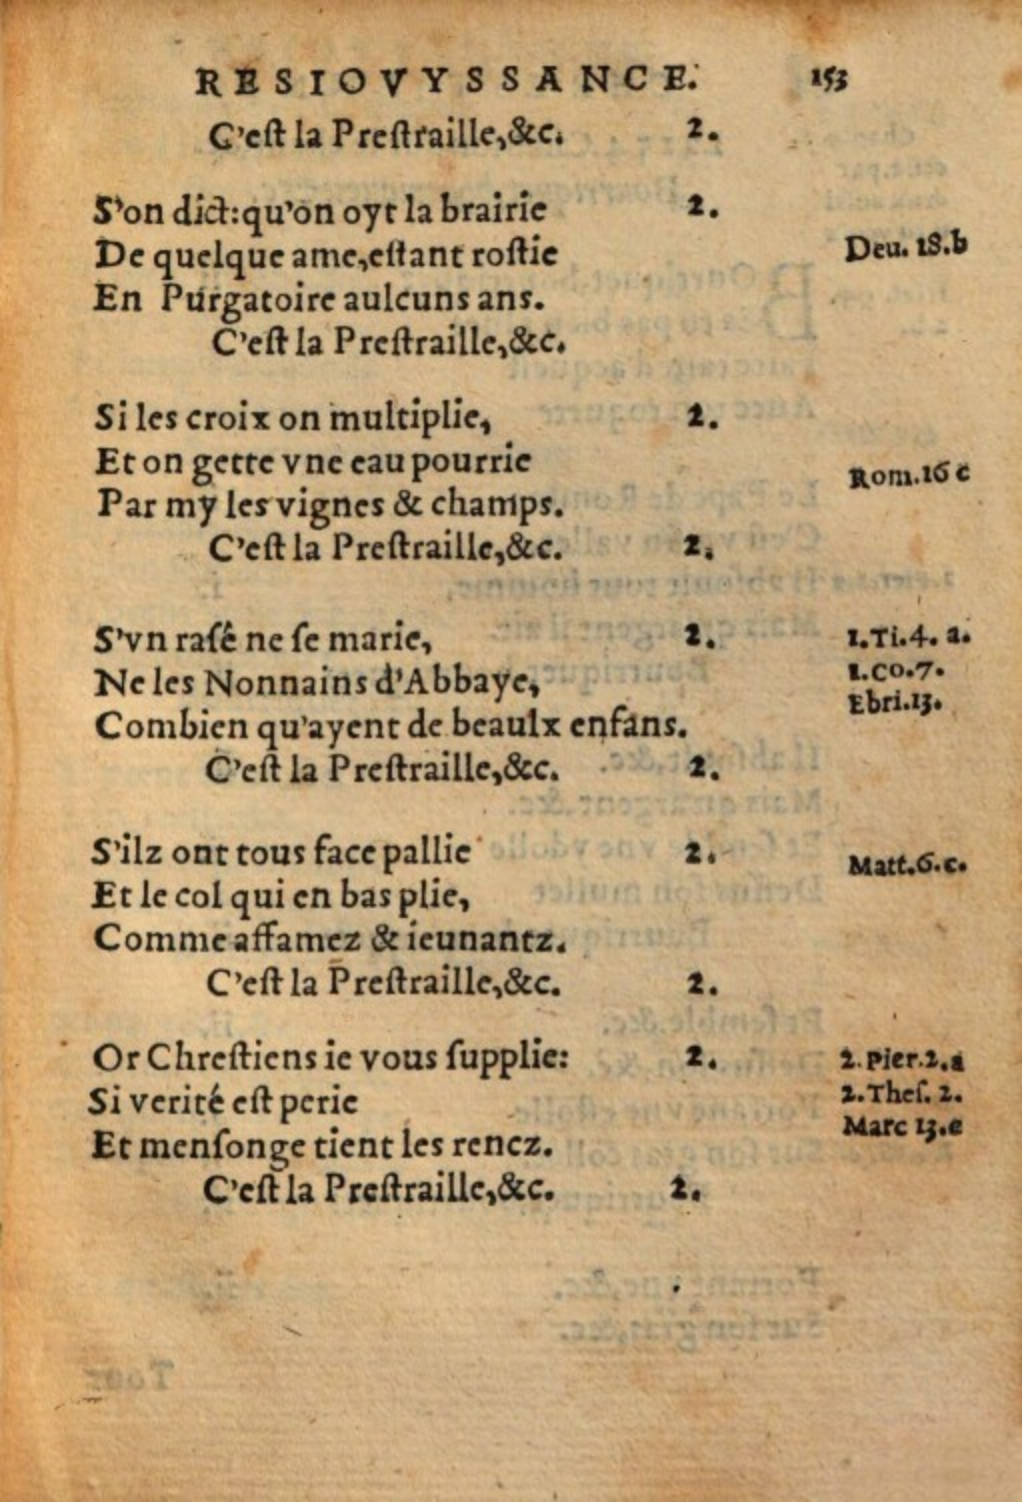 RESIOVYSSANCE. 153
C'eſt la Preſtraille,&c. 2.
S'on dict:qu'on oyt la brairie 2.
De quelque ame,eſtant roſtie Deu. 18.b
En Purgatoire aulcuns ans.
C'eſt la Preſtraille,&c.
Si les croix on multiplie, 2.
Et on gette vne eau pourrie Rom.16 c
Par my les vignes & champs.
C'eſt la Preſtraille,&c. 2.
S'vn raſé ne ſe marie, 2. 1.Ti.4. a.
Ne les Nonnains d'Abbaye, 1.Co.7.
Ebri.13.
Combien qu'ayent de beaulx enfans.
C'eſt la Preſtraille,&c. 2.
S'ilz ont tous face pallie 2. Matt.6.c.
Et le col qui en bas plie,
Comme affamez & ieunantz.
C'eſt la Preſtraille,&c. 2.
Or Chreſtiens ie vous ſupplie: 2. 2.Pier.2.a
Si verité eſt perie 2.Theſ. 2.
Marc 13.e
Et menſonge tient les rencz.
C'eſt la Preſtraille,&c. 2.